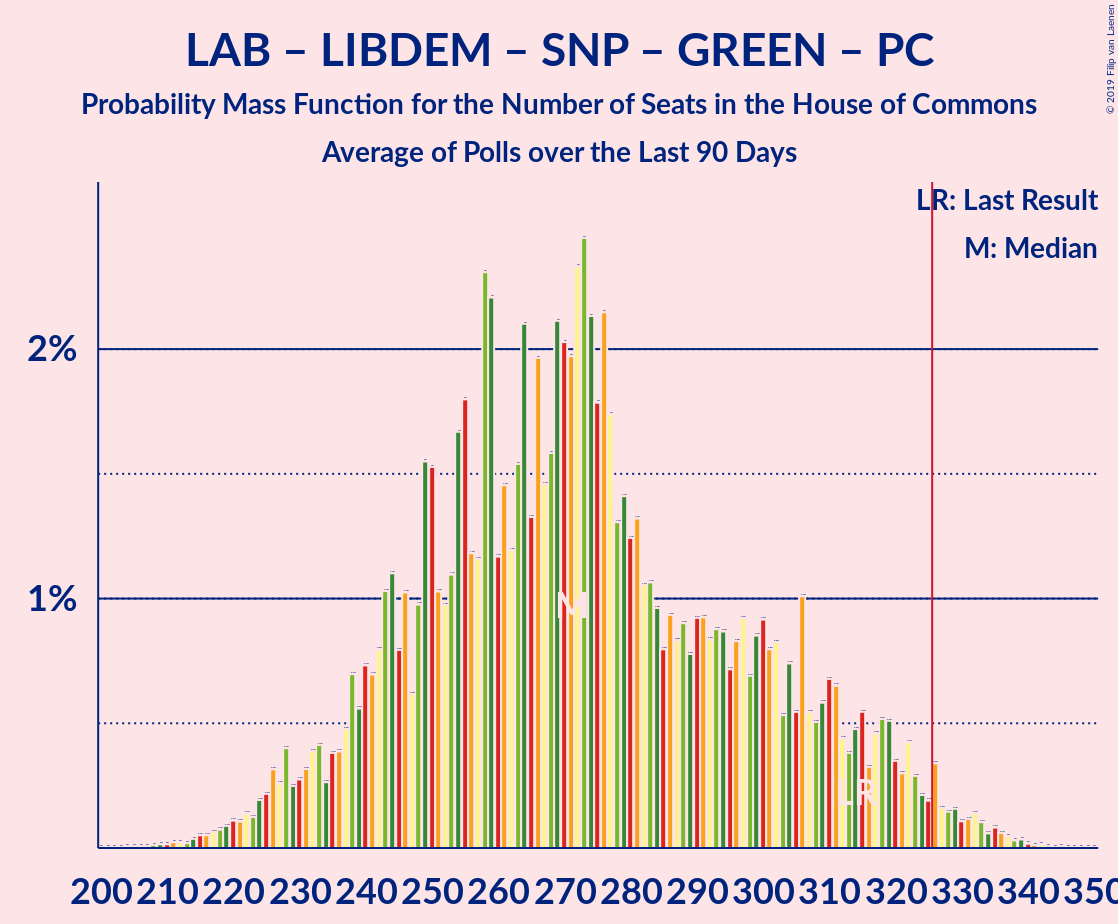 LAB – LIBDEM – SNP – GREEN – PC
Probability Mass Function for the Number of Seats in the House of Commons
Average of Polls over the Last 90 Days
© 2019 Filip van Laenen
LR: Last Result
M: Median
2%
1%
M
LR
200 210 220 230 240 250 260 270 280 290 300 310 320 330 340 350